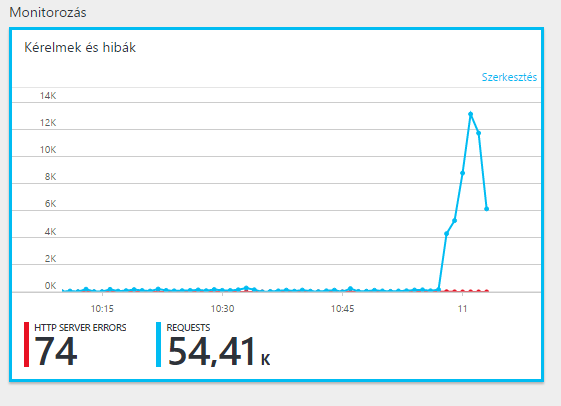 Monitorozás
Kérelmek és hibák
Szerkesztés
14K
12K
10K
8K
6K
4K
2K
0K
10:15 10:30 10:45 11
HTTP SERVER ERRORS REQUESTS
74 54,41 K